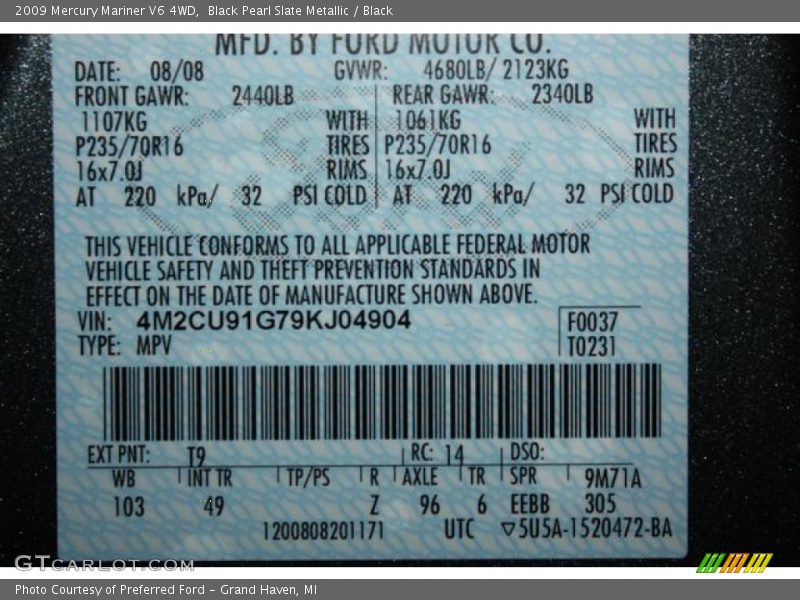 2009 Mercury Mariner V6 4WD,  Black Pearl Slate Metallic / Black
MFD. BY FORD MOTOR CO.
DATE: 08/08 GVWR: 4680LB/ 2123KG
FRONT GAWR: 2440LB REAR GAWR: 2340LB
1107KG WITH 1061KG WITH
P235/70R16 TIRES P235/70R16 TIRES
16x7.0J RIMS 16x7.0J RIMS
AT 220 kPa/ 32 PSI COLD AT 220 kPa/ 32 PSI COLD
THIS VEHICLE CONFORMS TO ALL APPLICABLE FEDERAL MOTOR
VEHICLE SAFETY AND THEFT PREVENTION STANDARDS IN
EFFECT ON THE DATE OF MANUFACTURE SHOWN ABOVE.
VIN: 4M2CU91G79KJ04904 F0037
TYPE: MPV T0231
EXT PNT: T9 RC: 14 DSO:
WB INT TR TP/PS R AXLE TR SPR 9M71A
103 49 Z 96 6 EEBB 305
1200808201171 UTC ▽5U5A-1520472-BA
GTCarLot.com
Photo Courtesy of Preferred Ford – Grand Haven, MI